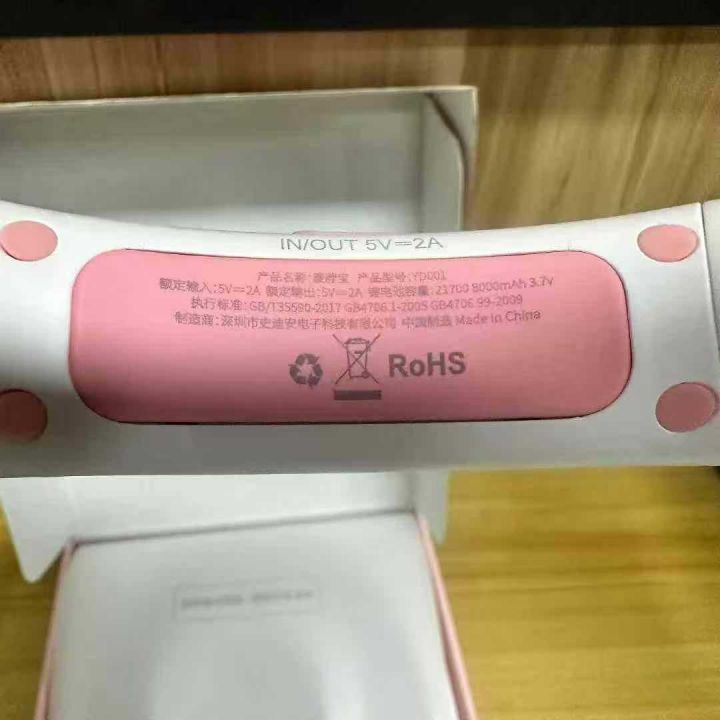 IN/OUT 5V⎓2A
产品名称:暖 宝 产品型号:YD001
额定输入:5V⎓2A 额定输出:5V⎓2A 锂电池容量: 21700 8000mAh 3.7V
执行标准: GB/T35590-2017 GB4706.1-2005 GB4706.99-2009
制造商: 深圳市史迪安电子科技有限公司 中国制造 Made in China
RoHS